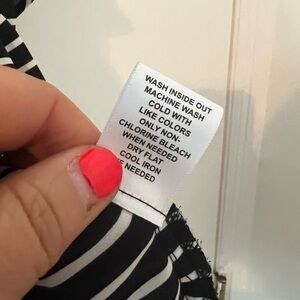 WASH INSIDE OUT
MACHINE WASH
COLD WITH
LIKE COLORS
ONLY NON-
CHLORINE BLEACH
WHEN NEEDED
DRY FLAT
COOL IRON
NEEDED